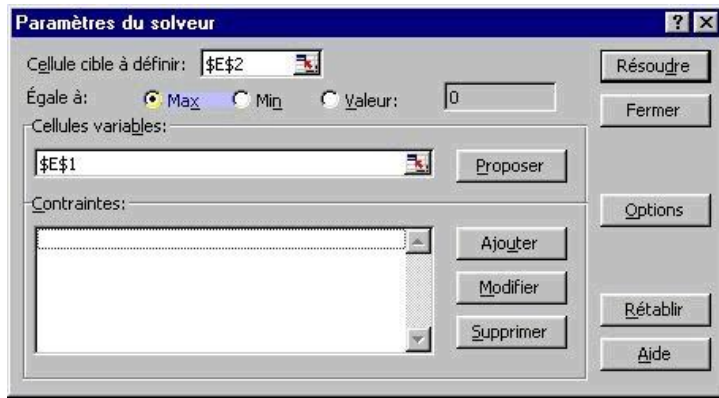 Paramètres du solveur
Cellule cible à définir: $E$2
Résoudre
Égale à: Max Min Valeur: 0
Fermer
Cellules variables:
$E$1
Proposer
Contraintes:
Options
Ajouter
Modifier
Rétablir
Supprimer
Aide